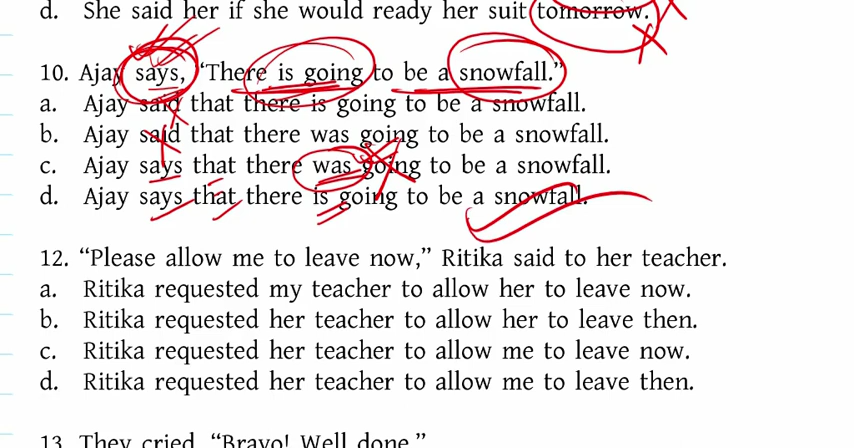 d. She said her if she would ready her suit tomorrow.
10. Ajay says, “There is going to be a snowfall.”
a. Ajay said that there is going to be a snowfall.
b. Ajay said that there was going to be a snowfall.
c. Ajay says that there was going to be a snowfall.
d. Ajay says that there is going to be a snowfall.
12. “Please allow me to leave now,” Ritika said to her teacher.
a. Ritika requested my teacher to allow her to leave now.
b. Ritika requested her teacher to allow her to leave then.
c. Ritika requested her teacher to allow me to leave now.
d. Ritika requested her teacher to allow me to leave then.
13. They cried, “Bravo! Well done.”